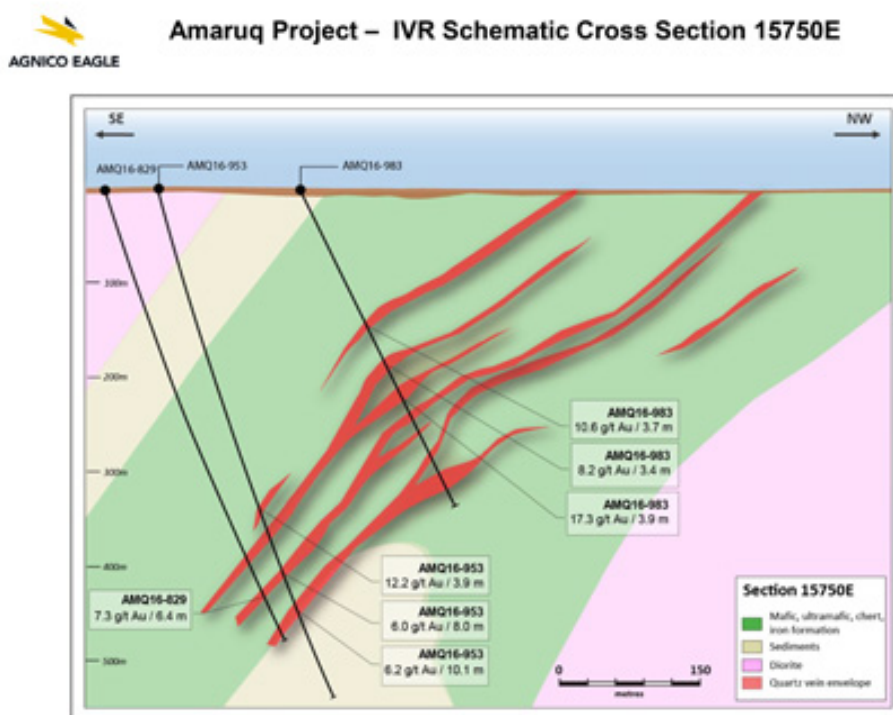 AGNICO EAGLE
Amaruq Project – IVR Schematic Cross Section 15750E
SE
NW
AMQ16-829
AMQ16-953
AMQ16-983
100m
200m
300m
400m
500m
AMQ16-983
10.6 g/t Au / 3.7 m
AMQ16-983
8.2 g/t Au / 3.4 m
AMQ16-983
17.3 g/t Au / 3.9 m
AMQ16-953
12.2 g/t Au / 3.9 m
AMQ16-829
7.3 g/t Au / 6.4 m
AMQ16-953
6.0 g/t Au / 8.0 m
AMQ16-953
6.2 g/t Au / 10.1 m
0
150
metres
Section 15750E
Mafic, ultramafic, chert,
iron formation
Sediments
Diorite
Quartz vein envelope